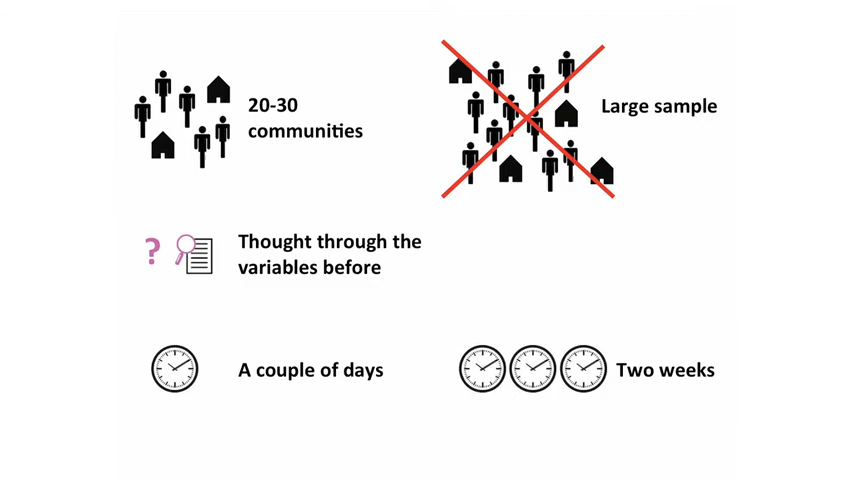 20-30
communities
Large sample
?
Thought through the
variables before
A couple of days
Two weeks